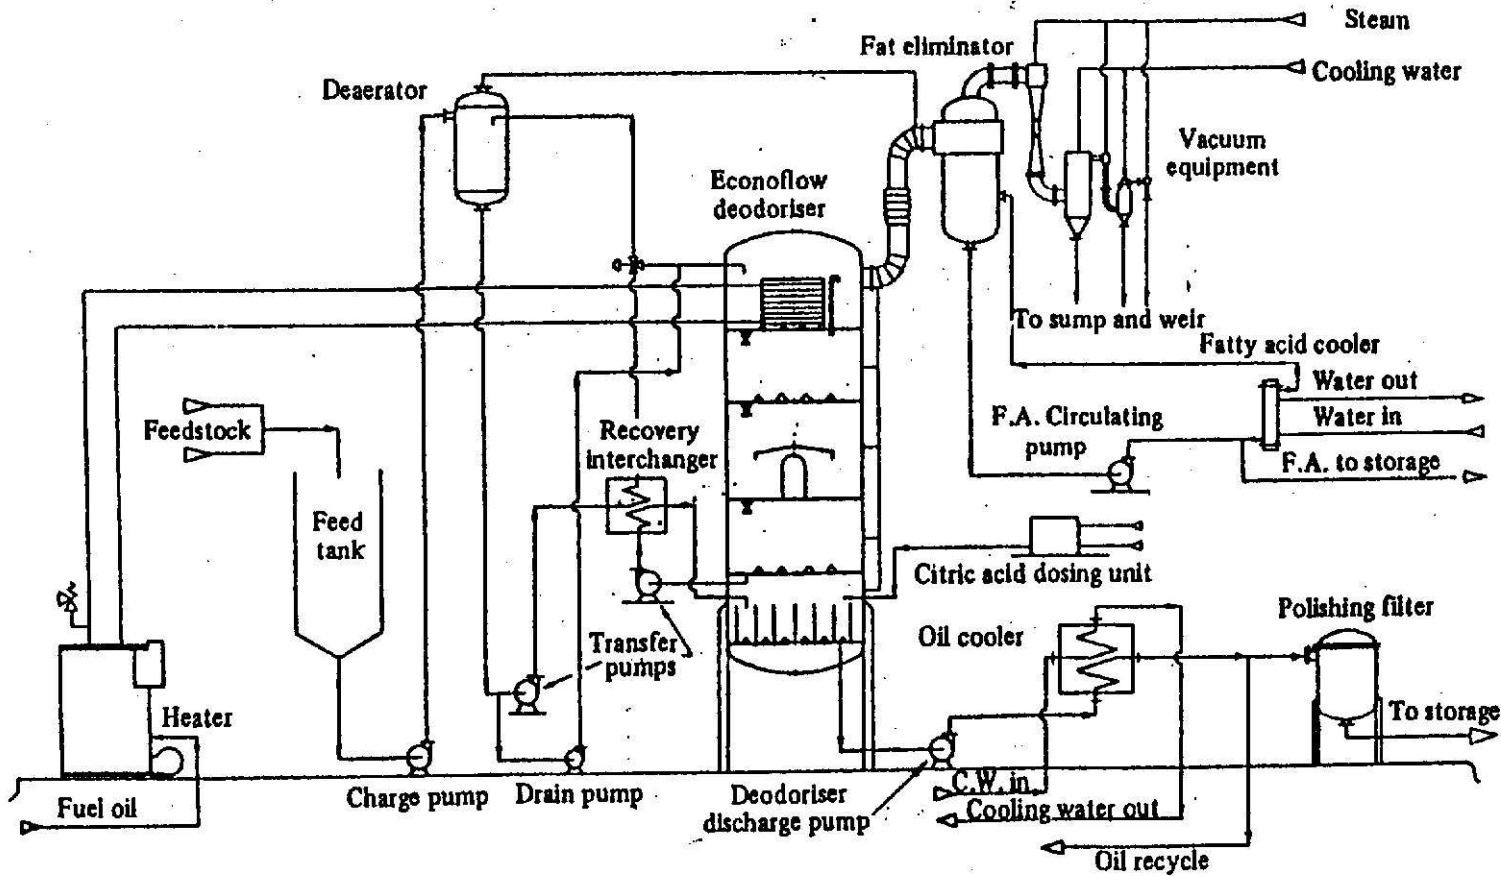 Steam
Fat eliminator
Cooling water
Deaerator
Vacuum
equipment
Econoflow
deodoriser
To sump and weir
Fatty acid cooler
Water out
Water in
F.A. Circulating
pump
F.A. to storage
Feedstock
Recovery
interchanger
Feed
tank
Citric acid dosing unit
Polishing filter
Oil cooler
Transfer
pumps
Heater
To storage
C.W. in
Fuel oil
Charge pump
Drain pump
Deodoriser
discharge pump
Cooling water out
Oil recycle